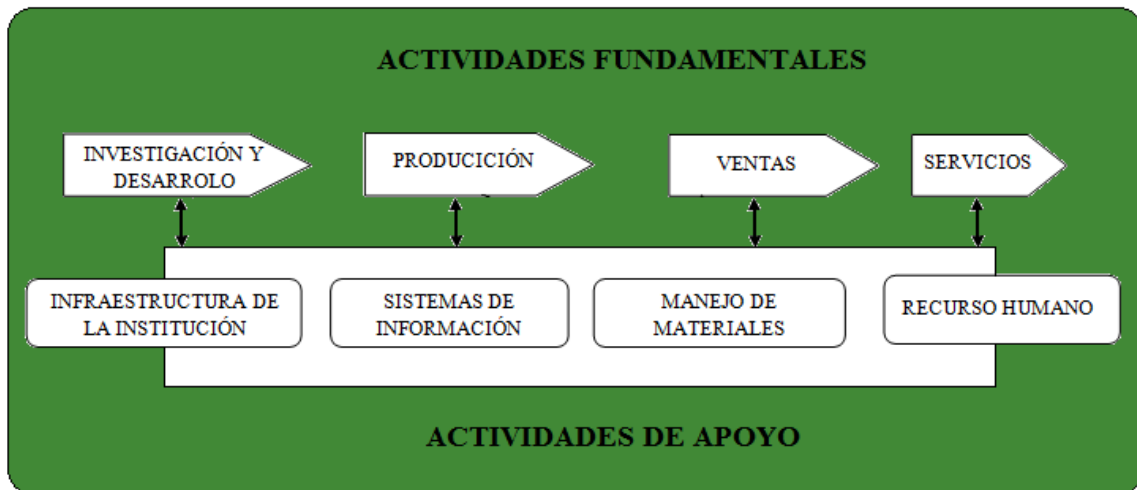 ACTIVIDADES FUNDAMENTALES
INVESTIGACIÓN Y
DESARROLO
PRODUCICIÓN
VENTAS
SERVICIOS
INFRAESTRUCTURA DE
LA INSTITUCIÓN
SISTEMAS DE
INFORMACIÓN
MANEJO DE
MATERIALES
RECURSO HUMANO
ACTIVIDADES DE APOYO